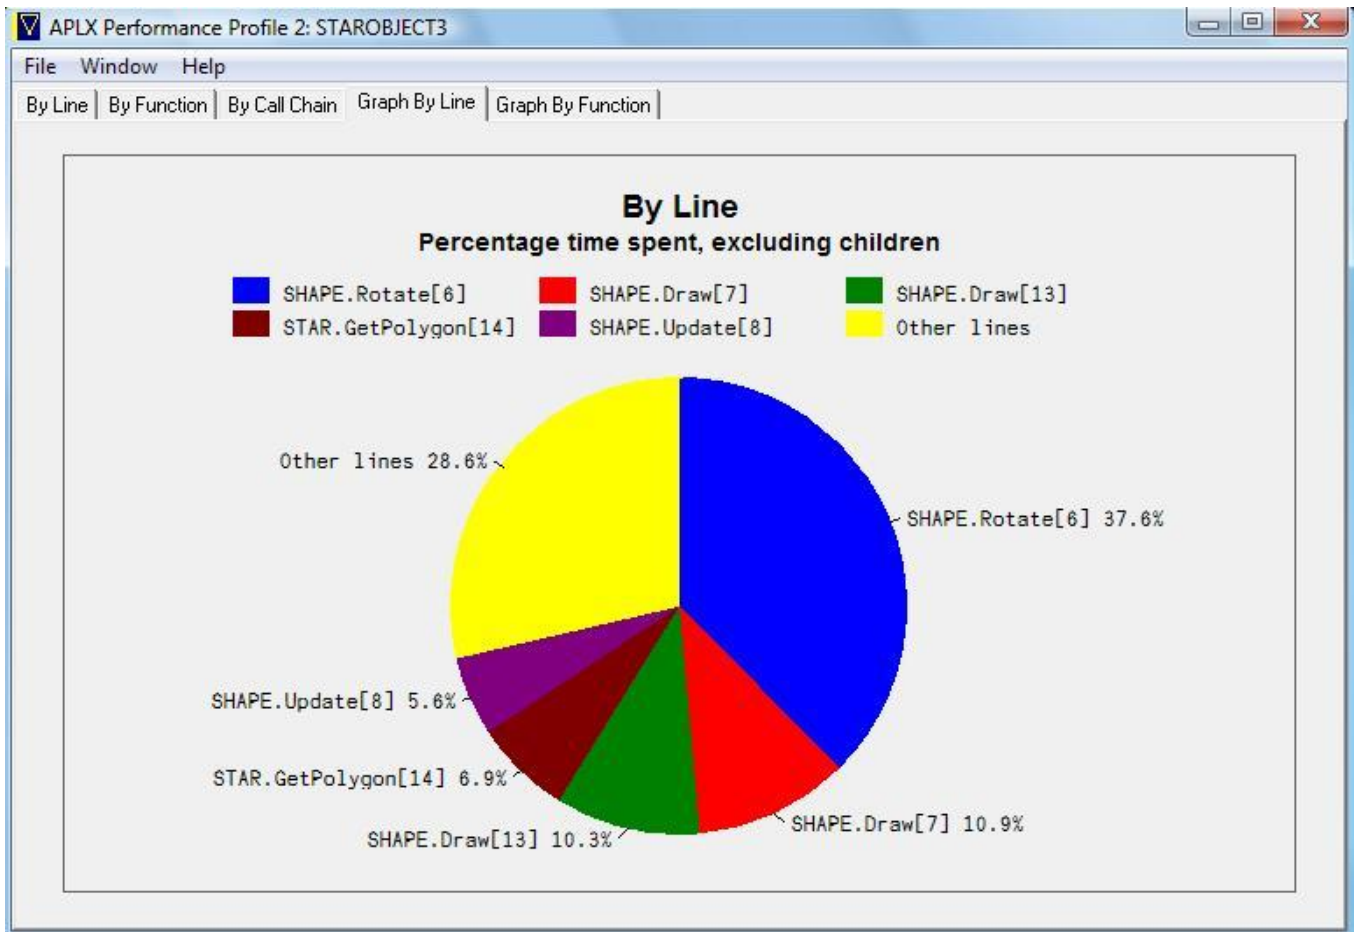 APLX Performance Profile 2: STAROBJECT3
File Window Help
By Line By Function By Call Chain Graph By Line Graph By Function
By Line
Percentage time spent, excluding children
SHAPE.Rotate[6] SHAPE.Draw[7] SHAPE.Draw[13]
STAR.GetPolygon[14] SHAPE.Update[8] Other lines
Other lines 28.6%
SHAPE.Rotate[6] 37.6%
SHAPE.Update[8] 5.6%
STAR.GetPolygon[14] 6.9%
SHAPE.Draw[7] 10.9%
SHAPE.Draw[13] 10.3%